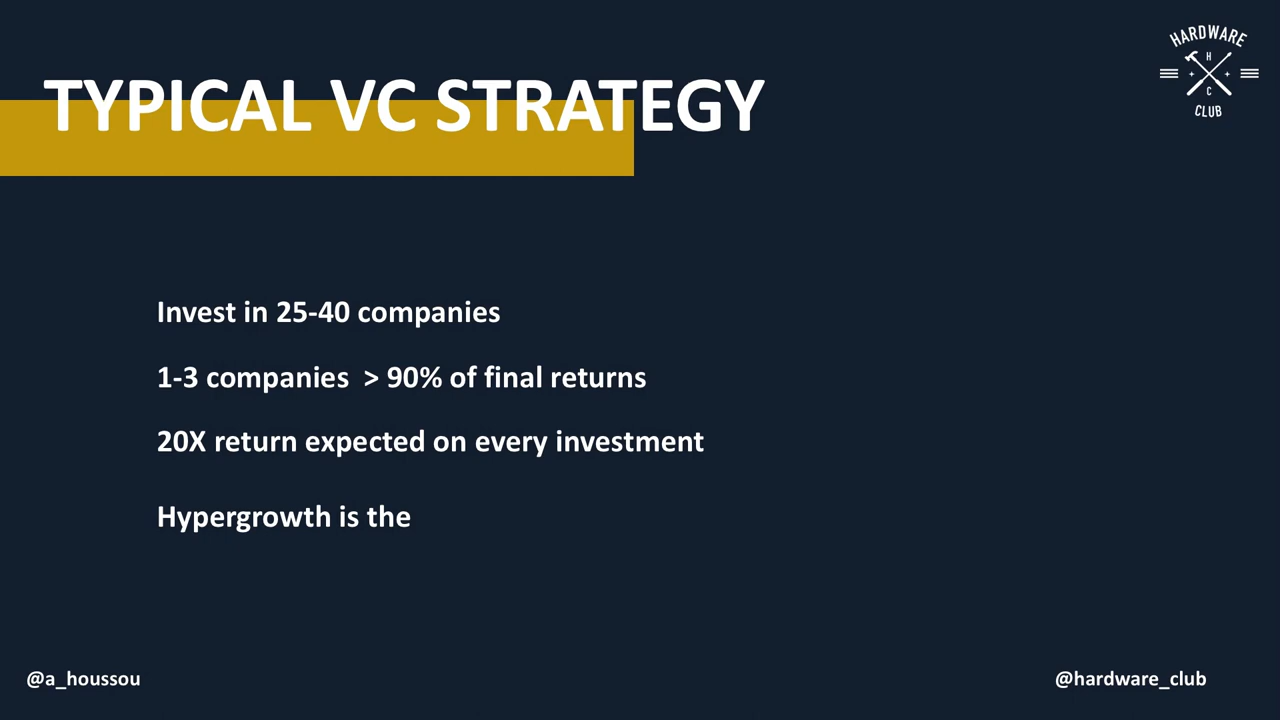 HARDWARE
H
C
CLUB
TYPICAL VC STRATEGY
Invest in 25-40 companies
1-3 companies > 90% of final returns
20X return expected on every investment
Hypergrowth is the
@a_houssou
@hardware_club